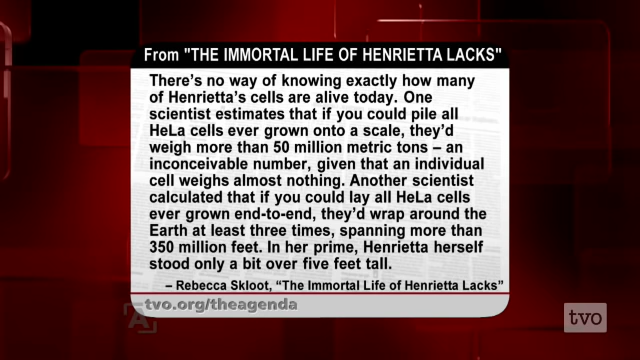 From "THE IMMORTAL LIFE OF HENRIETTA LACKS"
There's no way of knowing exactly how many
of Henrietta's cells are alive today. One
scientist estimates that if you could pile all
HeLa cells ever grown onto a scale, they'd
weigh more than 50 million metric tons – an
inconceivable number, given that an individual
cell weighs almost nothing. Another scientist
calculated that if you could lay all HeLa cells
ever grown end-to-end, they'd wrap around the
Earth at least three times, spanning more than
350 million feet. In her prime, Henrietta herself
stood only a bit over five feet tall.
– Rebecca Skloot, "The Immortal Life of Henrietta Lacks"
tvo.org/theagenda
A
tvo